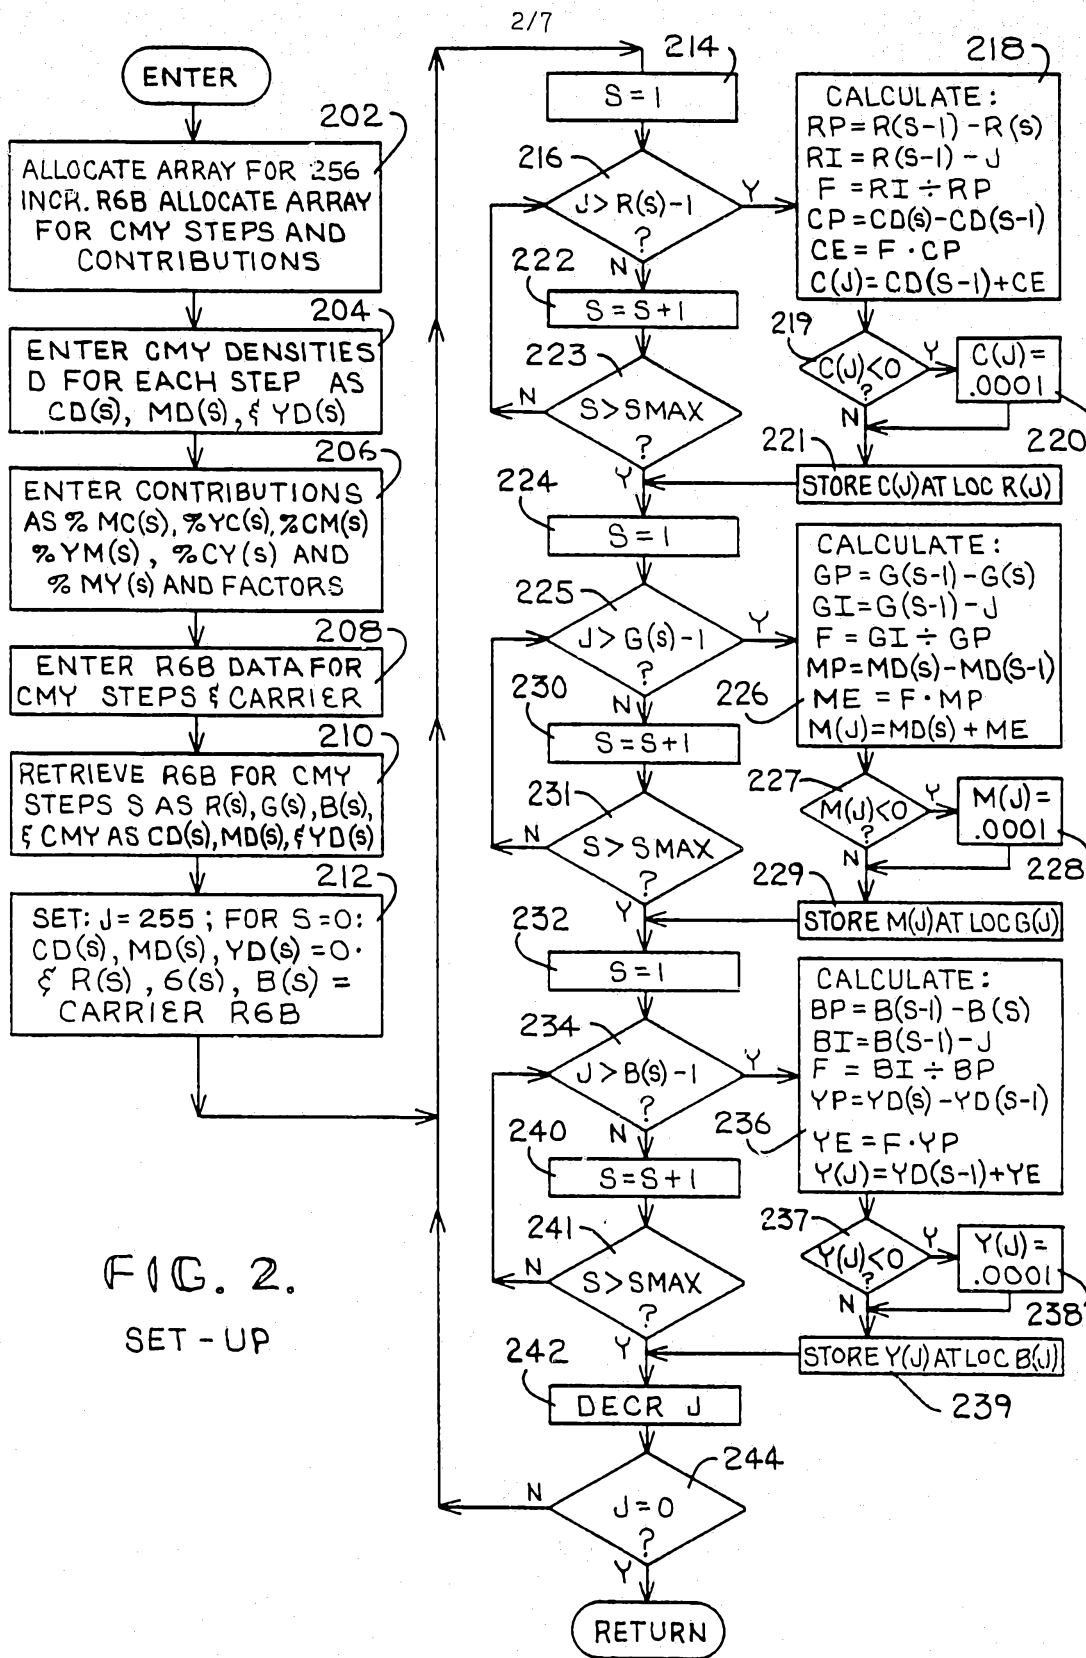 2/7
ENTER
202
ALLOCATE ARRAY FOR 256
INCR. RGB ALLOCATE ARRAY
FOR CMY STEPS AND
CONTRIBUTIONS
204
ENTER CMY DENSITIES
D FOR EACH STEP AS
CD(S), MD(S), & YD(S)
206
ENTER CONTRIBUTIONS
AS % MC(S), % YC(S), % CM(S)
% YM(S), % CY(S) AND
% MY(S) AND FACTORS
208
ENTER RGB DATA FOR
CMY STEPS & CARRIER
210
RETRIEVE RGB FOR CMY
STEPS S AS R(S), G(S), B(S),
& CMY AS CD(S), MD(S), & YD(S)
212
SET: J=255; FOR S=0:
CD(S), MD(S), YD(S)=0.
& R(S), G(S), B(S) =
CARRIER RGB
FIG. 2.
SET-UP
214
S=1
216
J>R(S)-1
?
Y
N
222
S=S+1
223
S>SMAX
?
N
Y
218
CALCULATE:
RP=R(S-1)-R(S)
RI=R(S-1)-J
F=RI÷RP
CP=CD(S)-CD(S-1)
CE=F·CP
C(J)=CD(S-1)+CE
219
C(J)<0
?
Y
N
C(J)=
.0001
220
221
STORE C(J) AT LOC R(J)
224
S=1
225
J>G(S)-1
?
Y
N
230
S=S+1
231
S>SMAX
?
N
Y
CALCULATE:
GP=G(S-1)-G(S)
GI=G(S-1)-J
F=GI÷GP
MP=MD(S)-MD(S-1)
ME=F·MP
M(J)=MD(S)+ME
226
227
M(J)<0
?
Y
N
M(J)=
.0001
228
229
STORE M(J) AT LOC G(J)
232
S=1
234
J>B(S)-1
?
Y
N
240
S=S+1
241
S>SMAX
?
N
Y
CALCULATE:
BP=B(S-1)-B(S)
BI=B(S-1)-J
F=BI÷BP
YP=YD(S)-YD(S-1)
YE=F·YP
Y(J)=YD(S-1)+YE
236
237
Y(J)<0
?
Y
N
Y(J)=
.0001
238
STORE Y(J) AT LOC B(J)
239
242
DECR J
244
J=0
?
N
Y
RETURN